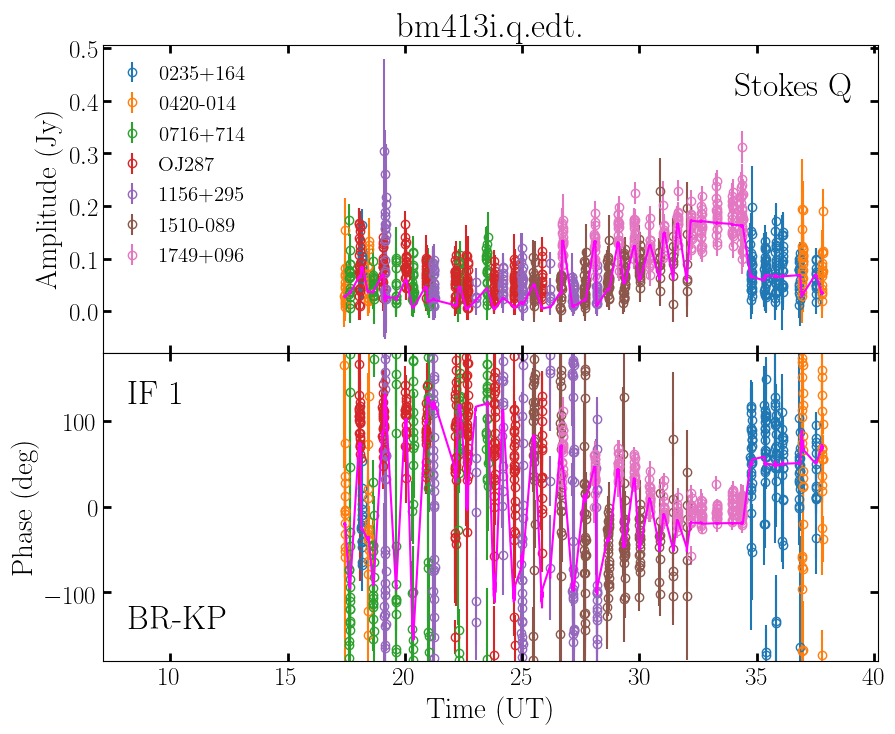 bm413i.q.edt.
Stokes Q
0235+164
0420-014
0716+714
OJ287
1156+295
1510-089
1749+096
Amplitude (Jy)
0.5
0.4
0.3
0.2
0.1
0.0
IF 1
BR-KP
Phase (deg)
100
0
−100
10 15 20 25 30 35 40
Time (UT)